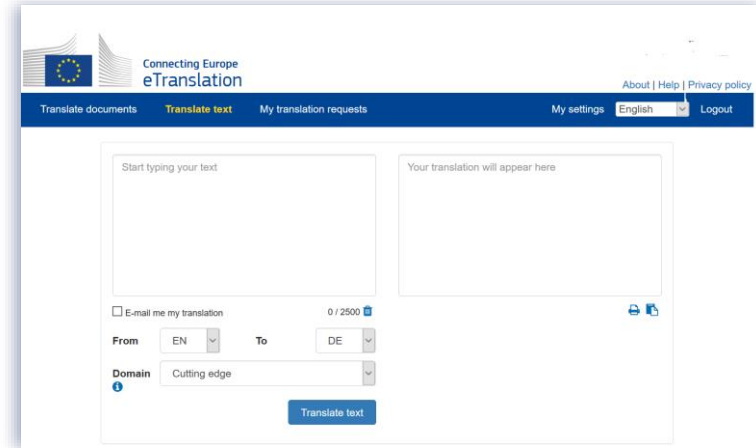 Connecting Europe
eTranslation
About | Help | Privacy policy
Translate documents Translate text My translation requests My settings English Logout
Start typing your text Your translation will appear here
E-mail me my translation 0 / 2500
From EN To DE
Domain Cutting edge
Translate text